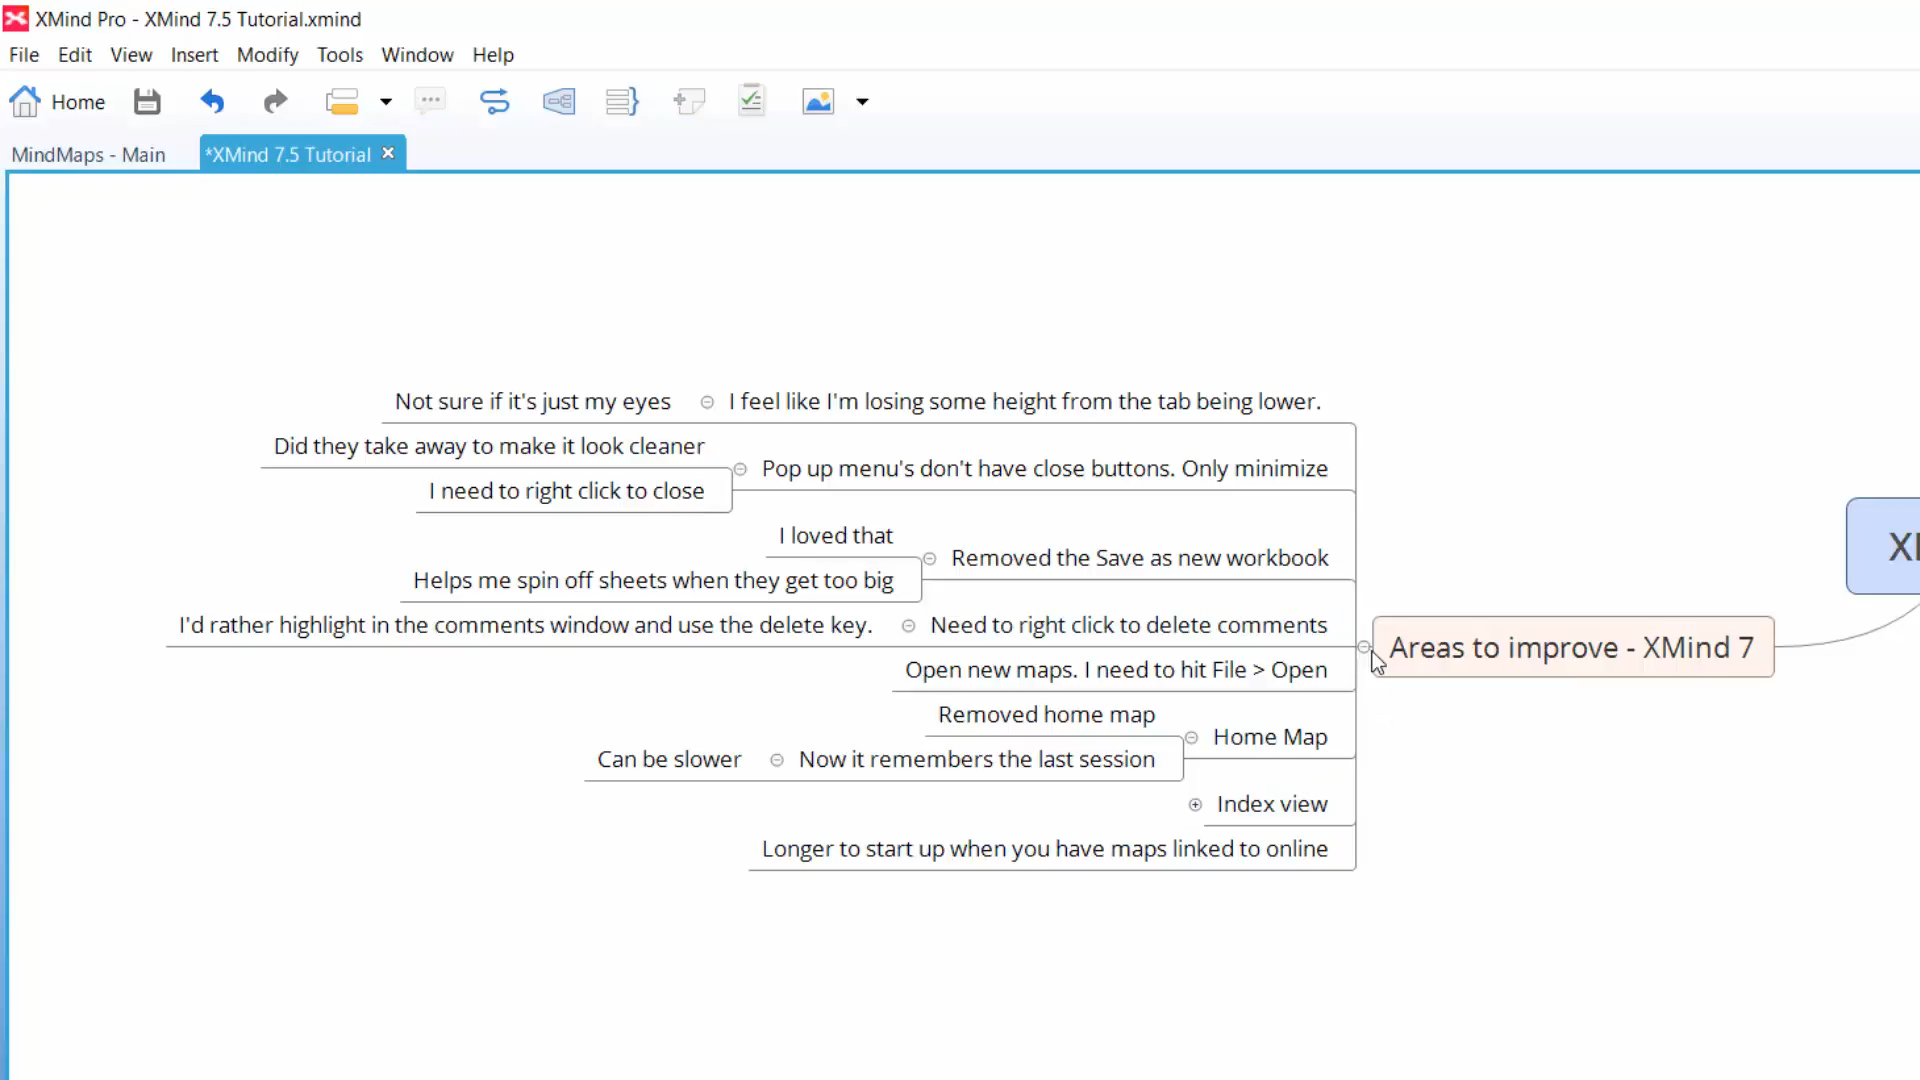 XMind Pro - XMind 7.5 Tutorial.xmind
File Edit View Insert Modify Tools Window Help
Home
MindMaps - Main *XMind 7.5 Tutorial
Not sure if it's just my eyes I feel like I'm losing some height from the tab being lower.
Did they take away to make it look cleaner
Pop up menu's don't have close buttons. Only minimize
I need to right click to close
I loved that
Removed the Save as new workbook
Helps me spin off sheets when they get too big
I'd rather highlight in the comments window and use the delete key. Need to right click to delete comments
Areas to improve - XMind 7
Open new maps. I need to hit File > Open
Removed home map
Home Map
Can be slower Now it remembers the last session
Index view
Longer to start up when you have maps linked to online